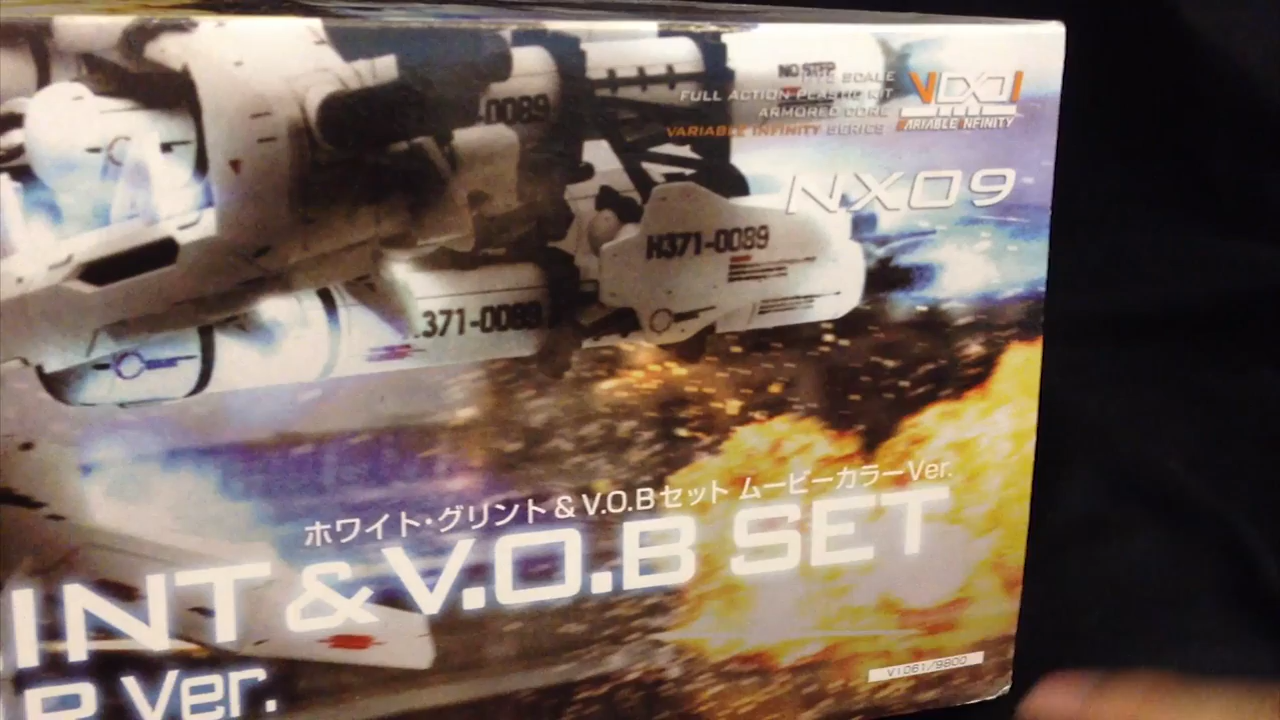 -0089
NO STEP
SCALE
FULL ACTION PLASTIC KIT
ARMORED CORE
VARIABLE INFINITY SERIES
VARIABLE INFINITY
NX09
H371-0089
371-0089
ホワイト・グリント & V.O.Bセット ムービーカラーVer.
INT & V.O.B SET
R Ver.
VI061/9800